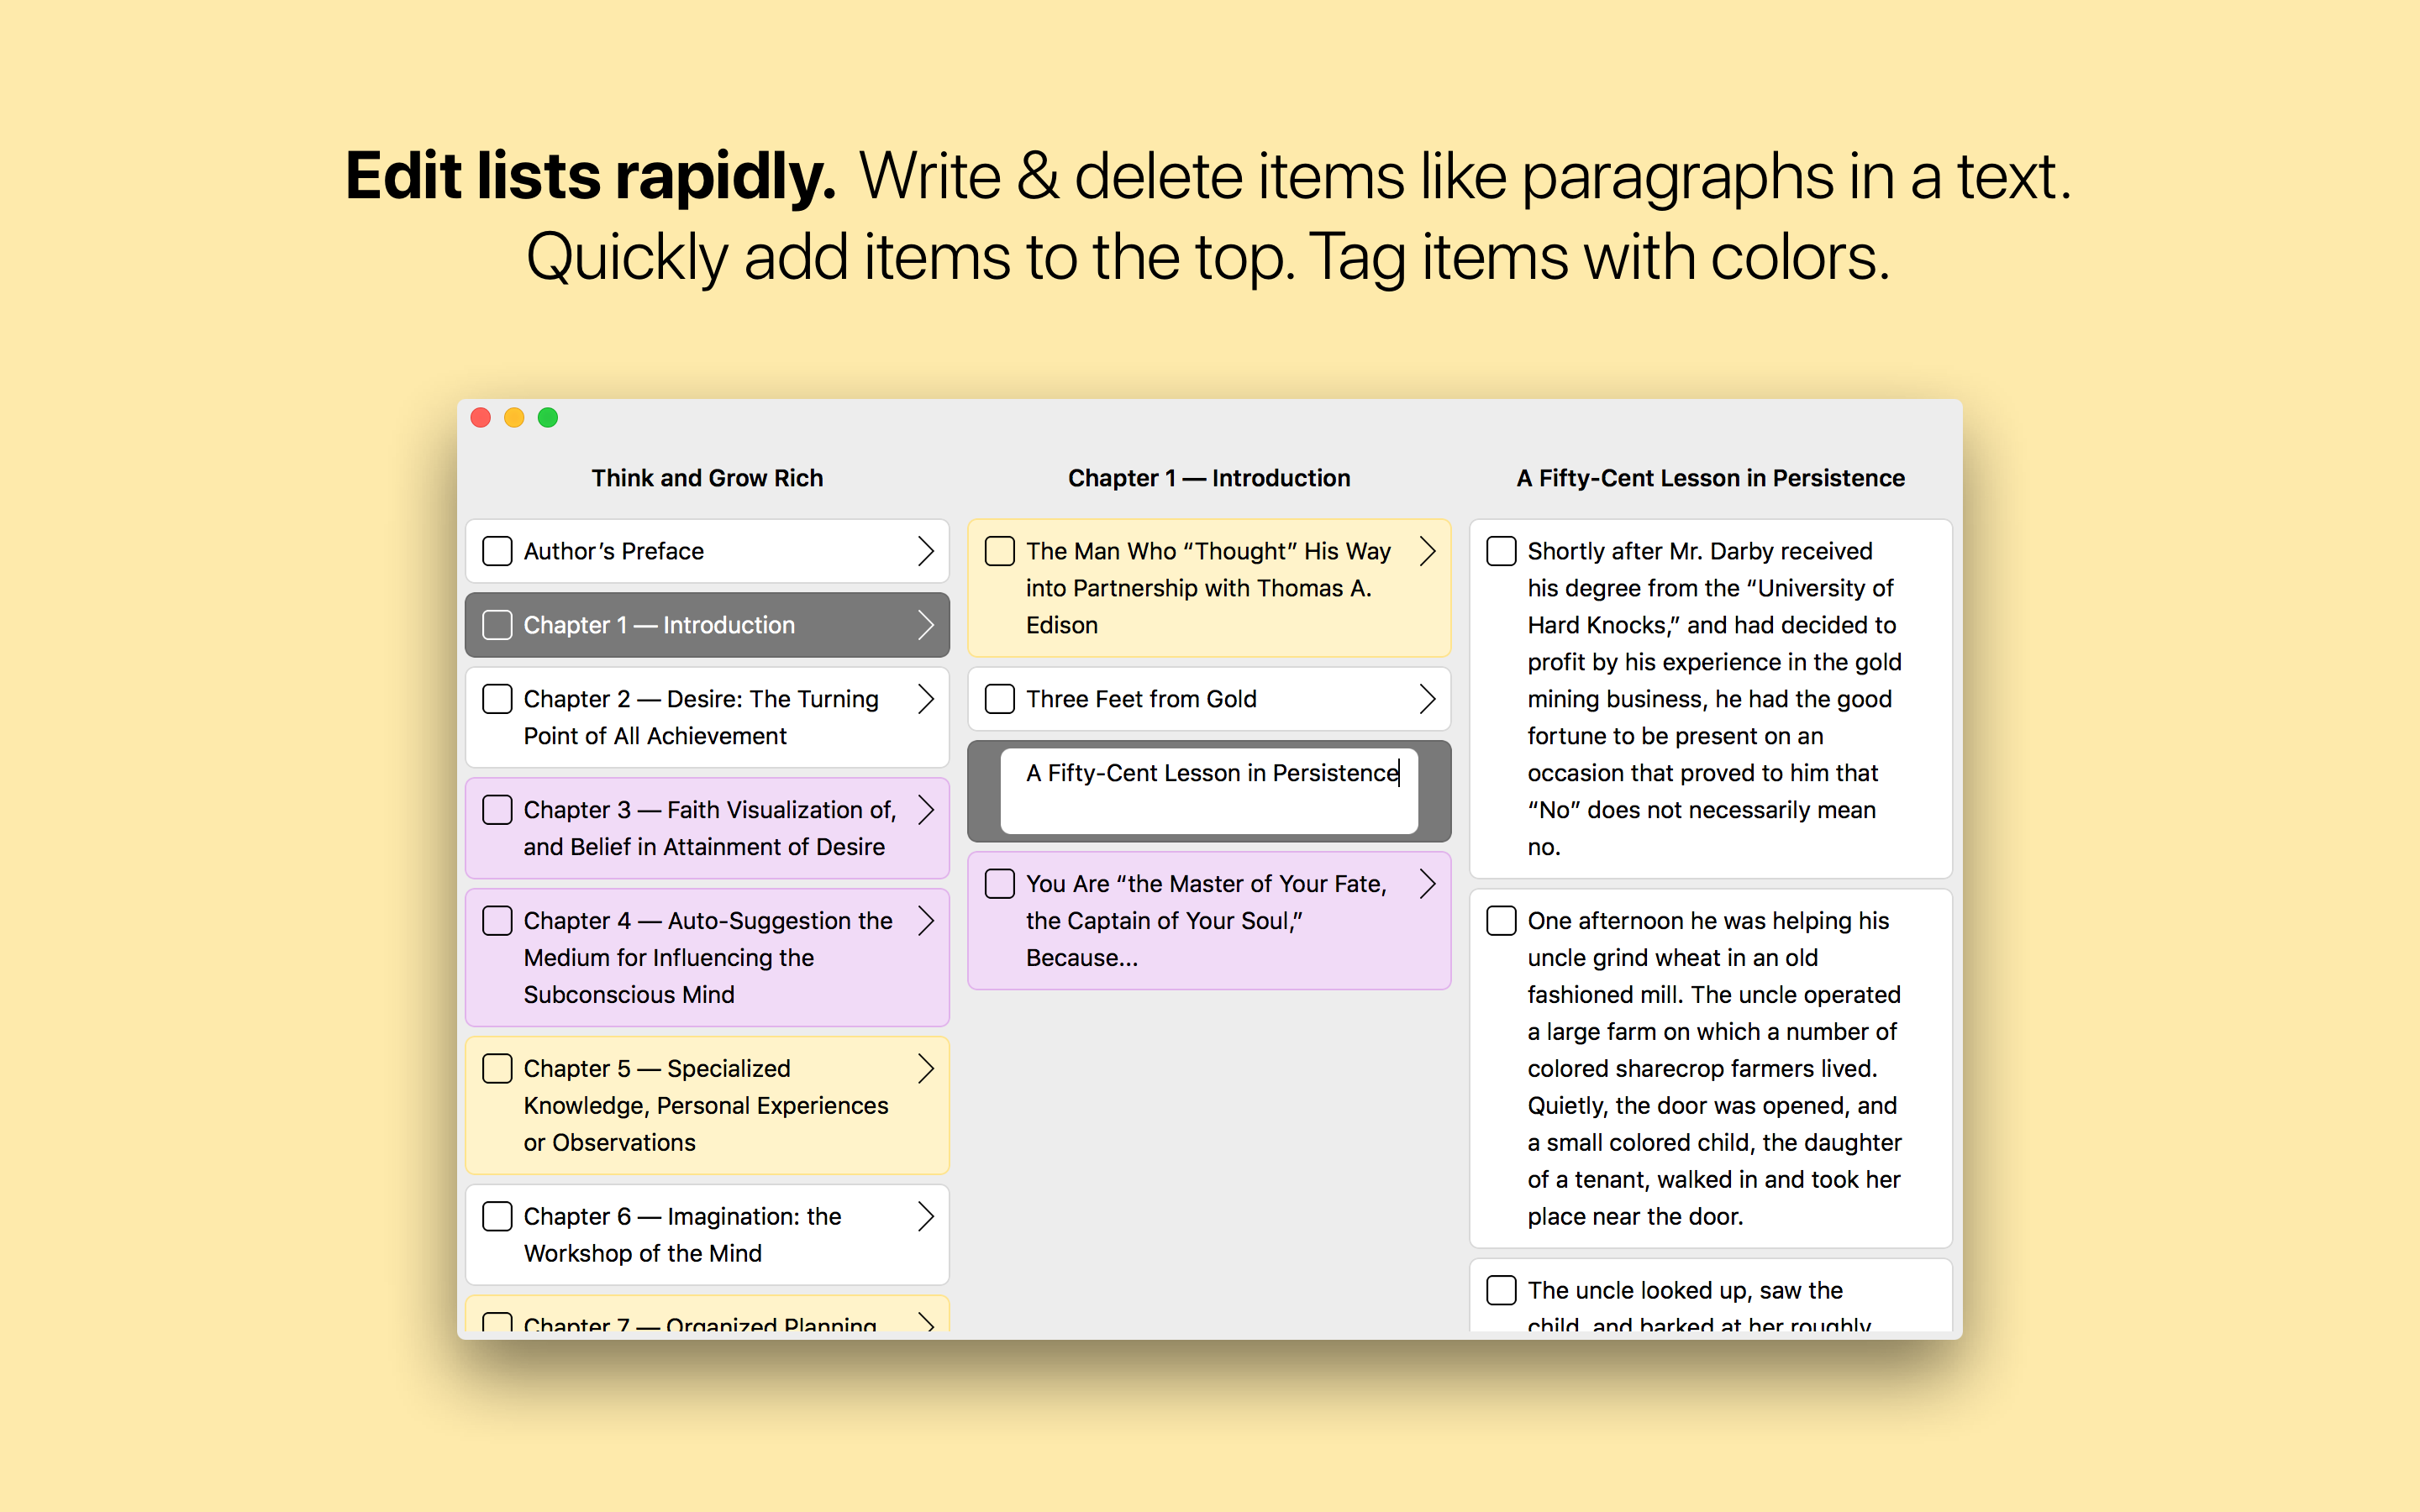 Edit lists rapidly. Write & delete items like paragraphs in a text.
Quickly add items to the top. Tag items with colors.
Think and Grow Rich
Author’s Preface
Chapter 1 — Introduction
Chapter 2 — Desire: The Turning
Point of All Achievement
Chapter 3 — Faith Visualization of,
and Belief in Attainment of Desire
Chapter 4 — Auto-Suggestion the
Medium for Influencing the
Subconscious Mind
Chapter 5 — Specialized
Knowledge, Personal Experiences
or Observations
Chapter 6 — Imagination: the
Workshop of the Mind
Chapter 7 — Organized Planning,
Chapter 1 — Introduction
The Man Who “Thought” His Way
into Partnership with Thomas A.
Edison
Three Feet from Gold
A Fifty-Cent Lesson in Persistence
You Are “the Master of Your Fate,
the Captain of Your Soul,”
Because...
A Fifty-Cent Lesson in Persistence
Shortly after Mr. Darby received
his degree from the “University of
Hard Knocks,” and had decided to
profit by his experience in the gold
mining business, he had the good
fortune to be present on an
occasion that proved to him that
“No” does not necessarily mean
no.
One afternoon he was helping his
uncle grind wheat in an old
fashioned mill. The uncle operated
a large farm on which a number of
colored sharecrop farmers lived.
Quietly, the door was opened, and
a small colored child, the daughter
of a tenant, walked in and took her
place near the door.
The uncle looked up, saw the
child, and barked at her roughly,